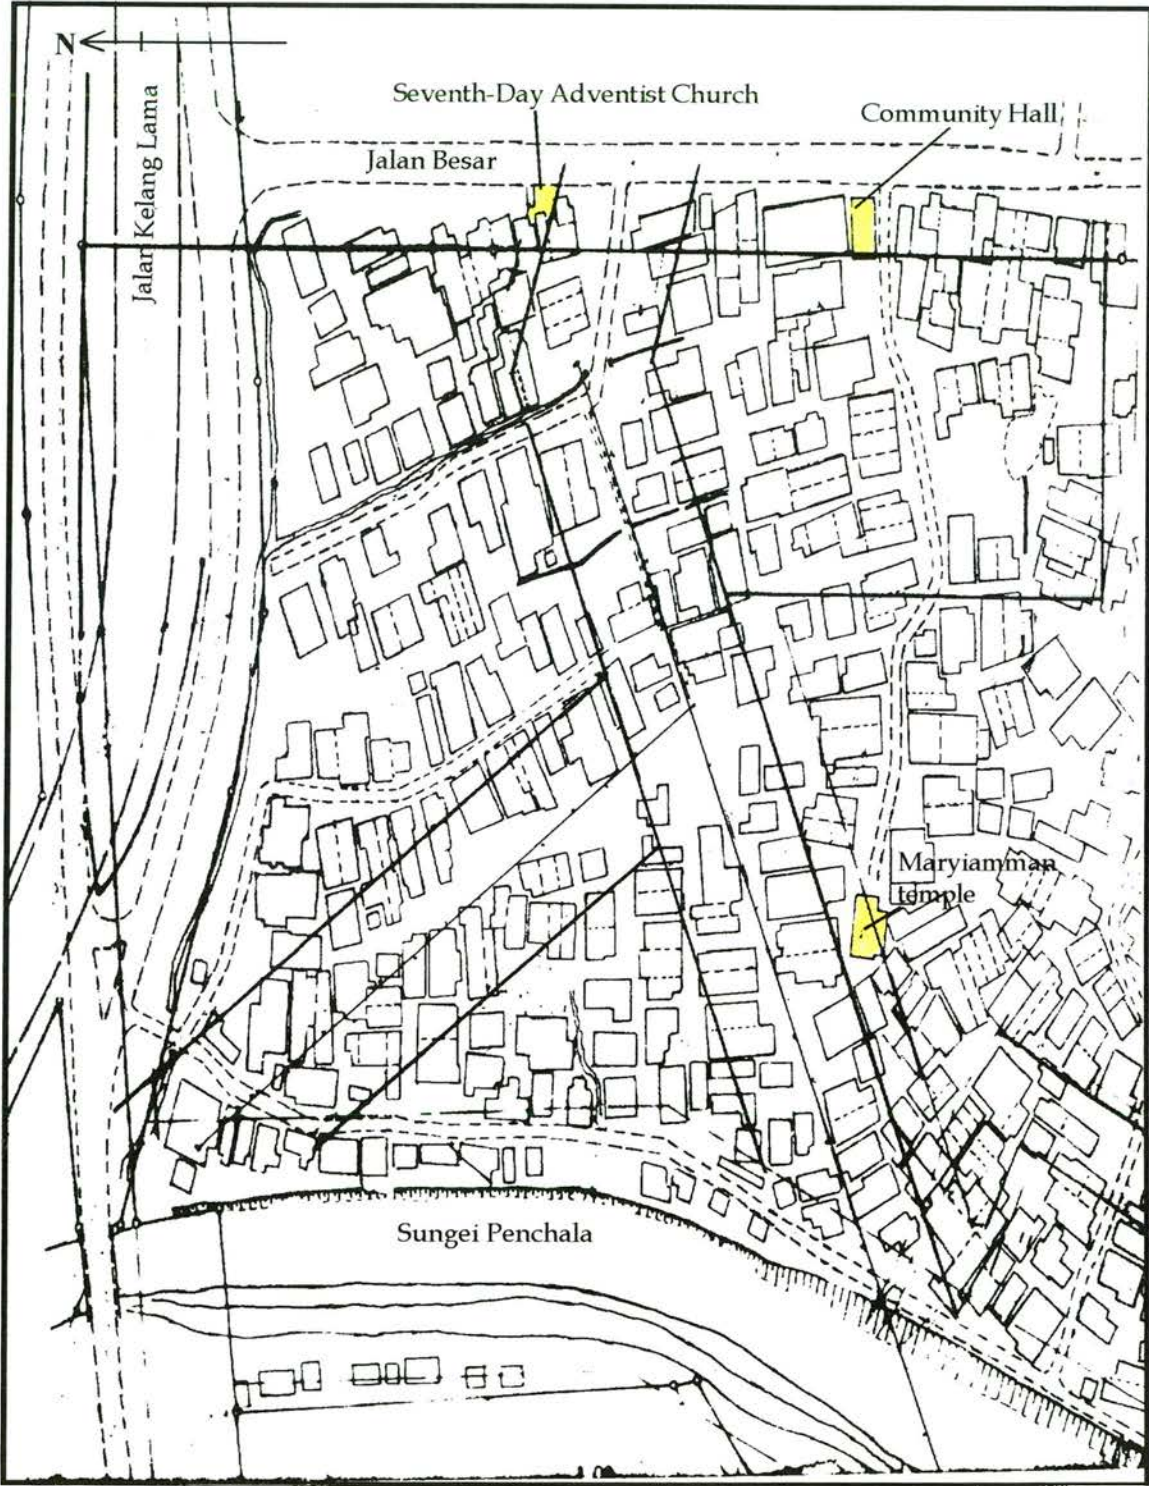 N
Jalan Kelang Lama
Seventh-Day Adventist Church
Community Hall
Jalan Besar
Maryiamman
temple
Sungei Penchala